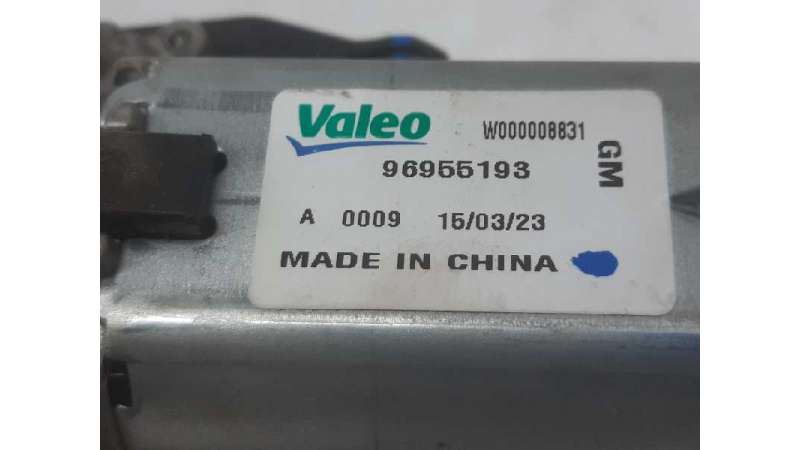 Valeo W000008831
GM
96955193
A 0009 15/03/23
MADE IN CHINA